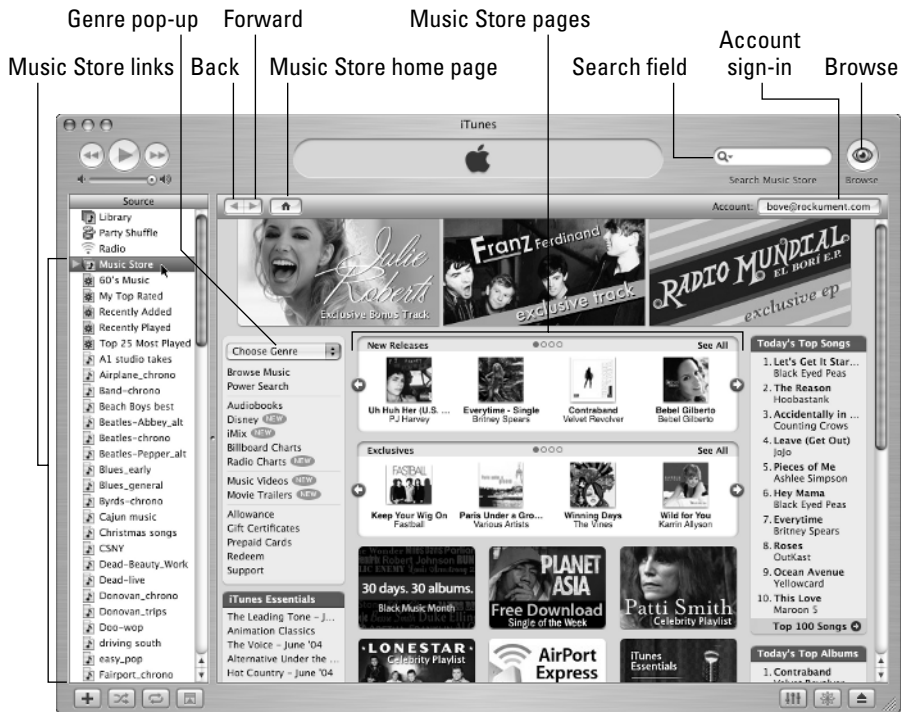 Genre pop-up
Forward
Music Store pages
Account
sign-in
Music Store links
Back
Music Store home page
Search field
Browse
iTunes
Search Music Store
Browse
Source
Account:
bove@rockument.com
Library
Party Shuffle
Radio
Music Store
60's Music
My Top Rated
Recently Added
Recently Played
Top 25 Most Played
A1 studio takes
Airplane_chrono
Band-chrono
Beach Boys best
Beatles-Abbey_alt
Beatles-chrono
Beatles-Pepper_alt
Blues_early
Blues_general
Byrds-chrono
Cajun music
Christmas songs
CSNY
Dead-Beauty_Work
Dead-live
Donovan_chrono
Donovan_trips
Doo-wop
driving south
easy_pop
Fairport_chrono
Julie
Roberts
Exclusive Bonus Track
Franz Ferdinand
exclusive track
RADIO MUNDIAL
EL BORÍ E.P.
exclusive ep
Choose Genre
Browse Music
Power Search
Audiobooks
Disney NEW
iMix NEW
Billboard Charts
Radio Charts NEW
Music Videos NEW
Movie Trailers NEW
Allowance
Gift Certificates
Prepaid Cards
Redeem
Support
iTunes Essentials
The Leading Tone – J...
Animation Classics
The Voice – June '04
Alternative Under the ...
Hot Country – June '04
New Releases
See All
Uh Huh Her (U.S. ...
PJ Harvey
Everytime - Single
Britney Spears
Contraband
Velvet Revolver
Bebel Gilberto
Bebel Gilberto
Exclusives
See All
FASTBALL
Keep Your Wig On
Fastball
Paris Under a Gro...
Various Artists
Winning Days
The Vines
Wild for You
Karrin Allyson
30 days. 30 albums.
Black Music Month
PLANET
ASIA
Free Download
Single of the Week
Patti Smith
Celebrity Playlist
LONESTAR
Celebrity Playlist
AirPort
Express
iTunes
Essentials
Today's Top Songs
1. Let's Get It Star...
Black Eyed Peas
2. The Reason
Hoobastank
3. Accidentally in ...
Counting Crows
4. Leave (Get Out)
JoJo
5. Pieces of Me
Ashlee Simpson
6. Hey Mama
Black Eyed Peas
7. Everytime
Britney Spears
8. Roses
OutKast
9. Ocean Avenue
Yellowcard
10. This Love
Maroon 5
Top 100 Songs
Today's Top Albums
1. Contraband
Velvet Revolver